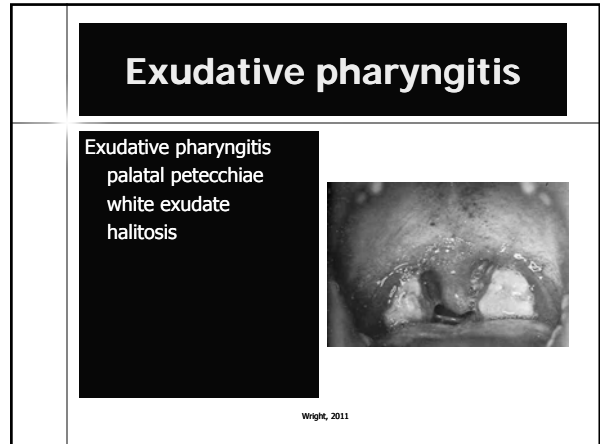 Exudative pharyngitis
Exudative pharyngitis
palatal petecchiae
white exudate
halitosis
Wright, 2011